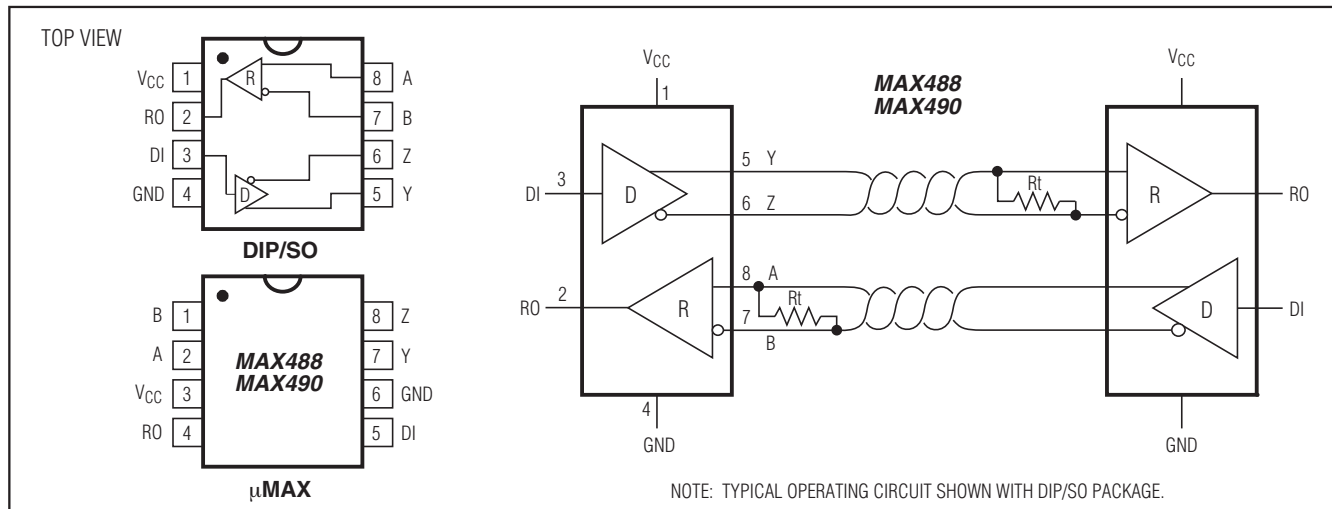 TOP VIEW
VCC 1
RO 2
DI 3
GND 4
8 A
7 B
6 Z
5 Y
R
D
DIP/SO
B 1
A 2
VCC 3
RO 4
8 Z
7 Y
6 GND
5 DI
MAX488
MAX490
µMAX
MAX488
MAX490
VCC
1
DI 3
D
5 Y
6 Z
Rt
RO 2
R
8 A
Rt
7
B
4
GND
VCC
R
RO
D
DI
GND
NOTE: TYPICAL OPERATING CIRCUIT SHOWN WITH DIP/SO PACKAGE.